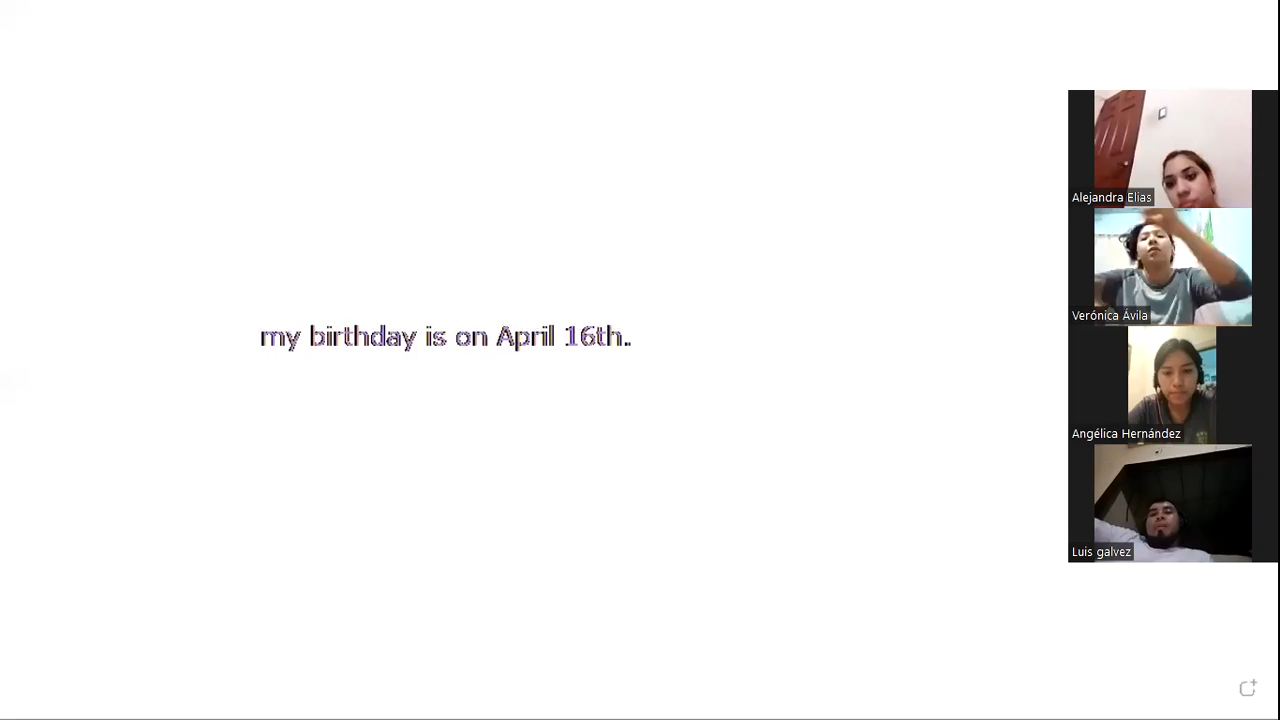 my birthday is on April 16th.
Alejandra Elias
Verónica Ávila
Angélica Hernández
Luis galvez